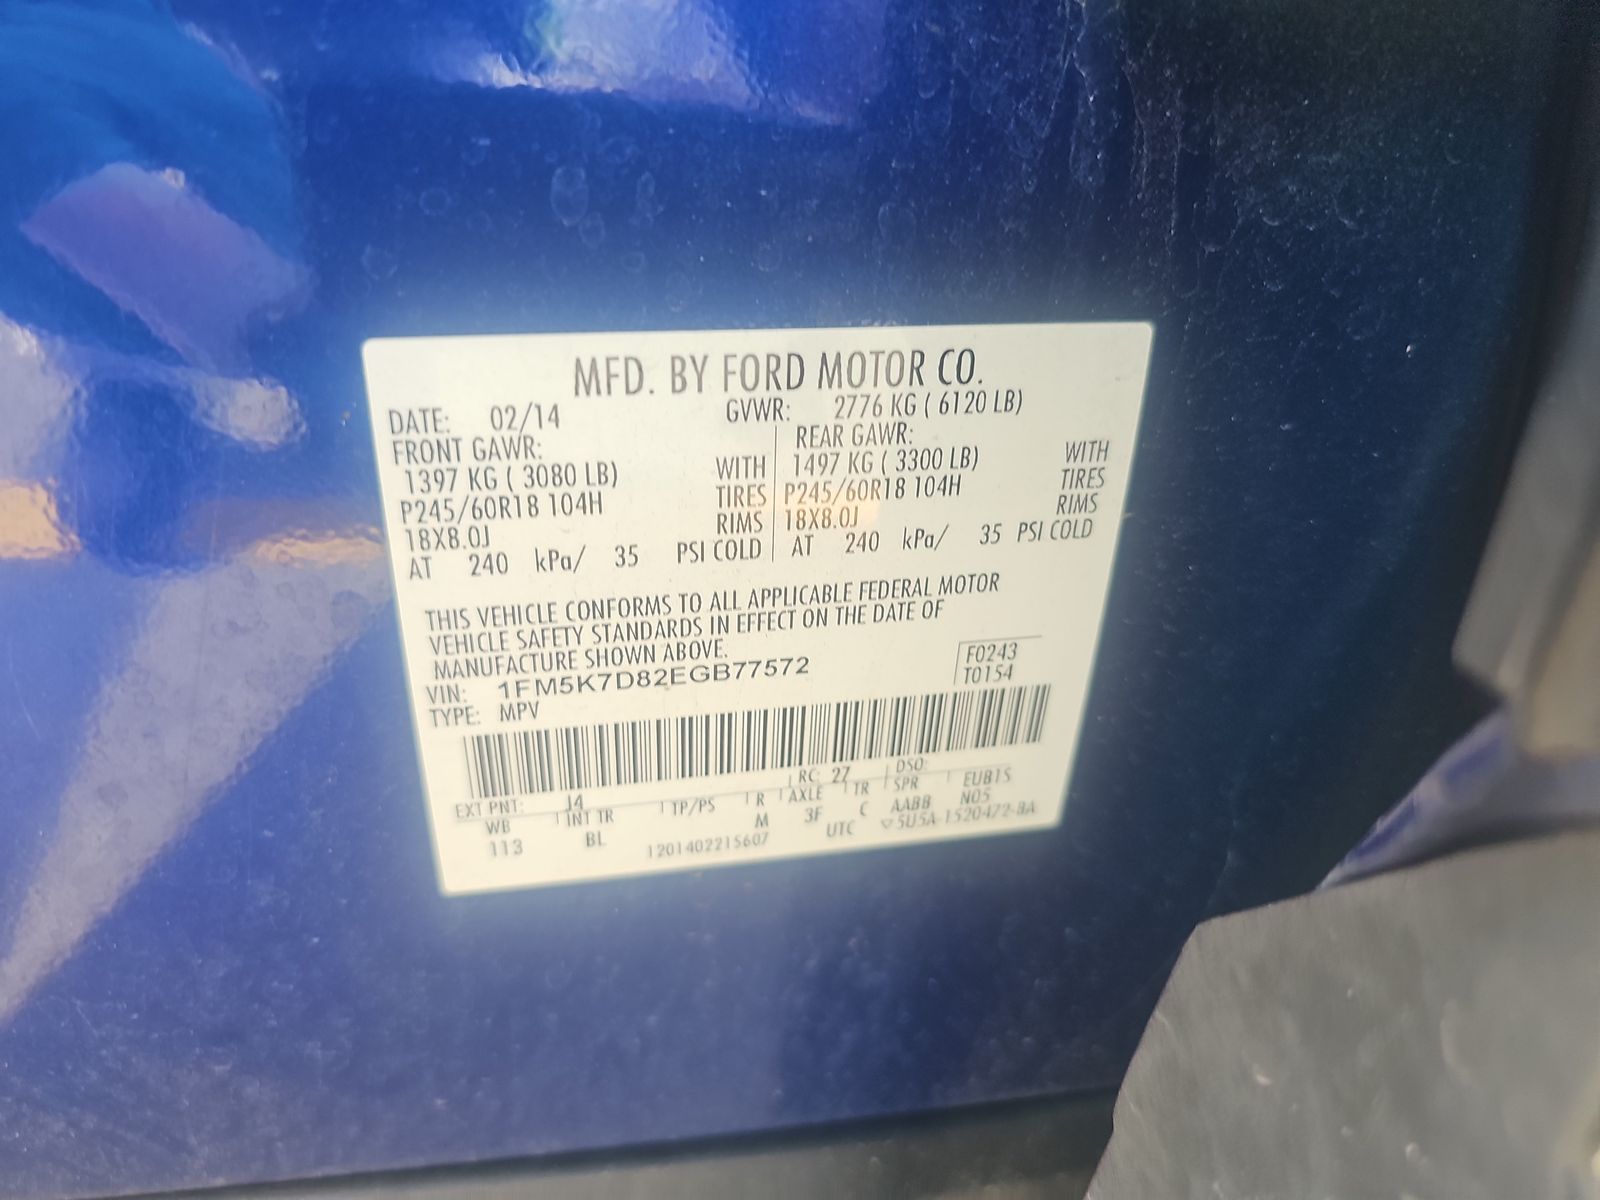 MFD. BY FORD MOTOR CO.
DATE: 02/14 GVWR: 2776 KG ( 6120 LB)
FRONT GAWR: REAR GAWR:
1397 KG ( 3080 LB) WITH 1497 KG ( 3300 LB) WITH
P245/60R18 104H TIRES P245/60R18 104H TIRES
18X8.0J RIMS 18X8.0J RIMS
AT 240 kPa/ 35 PSI COLD AT 240 kPa/ 35 PSI COLD
THIS VEHICLE CONFORMS TO ALL APPLICABLE FEDERAL MOTOR
VEHICLE SAFETY STANDARDS IN EFFECT ON THE DATE OF
MANUFACTURE SHOWN ABOVE.
F0243
VIN: 1FM5K7D82EGB77572
T0154
TYPE: MPV
EXT PNT: J4 RC: 27 DSO:
WB INT TR TP/PS R AXLE TR SPR EUB1S
113 BL M 3F C AABB N05
1201402215607 UTC 5U5A-1520472-BA